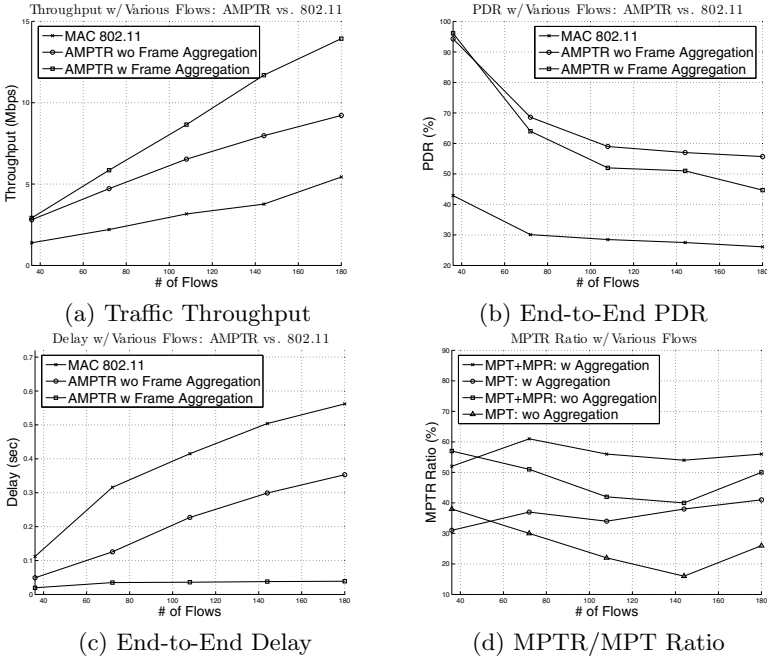 Throughput w/Various Flows: AMPTR vs. 802.11
MAC 802.11
AMPTR wo Frame Aggregation
AMPTR w Frame Aggregation
Throughput (Mbps)
15
10
5
0
40 60 80 100 120 140 160 180
# of Flows
(a) Traffic Throughput
PDR w/Various Flows: AMPTR vs. 802.11
MAC 802.11
AMPTR wo Frame Aggregation
AMPTR w Frame Aggregation
PDR (%)
100
90
80
70
60
50
40
30
20
40 60 80 100 120 140 160 180
# of Flows
(b) End-to-End PDR
Delay w/Various Flows: AMPTR vs. 802.11
MAC 802.11
AMPTR wo Frame Aggregation
AMPTR w Frame Aggregation
Delay (sec)
0.7
0.6
0.5
0.4
0.3
0.2
0.1
0
40 60 80 100 120 140 160 180
# of Flows
(c) End-to-End Delay
MPTR Ratio w/Various Flows
MPT+MPR: w Aggregation
MPT: w Aggregation
MPT+MPR: wo Aggregation
MPT: wo Aggregation
MPTR Ratio (%)
90
80
70
60
50
40
30
20
10
40 60 80 100 120 140 160 180
# of Flows
(d) MPTR/MPT Ratio